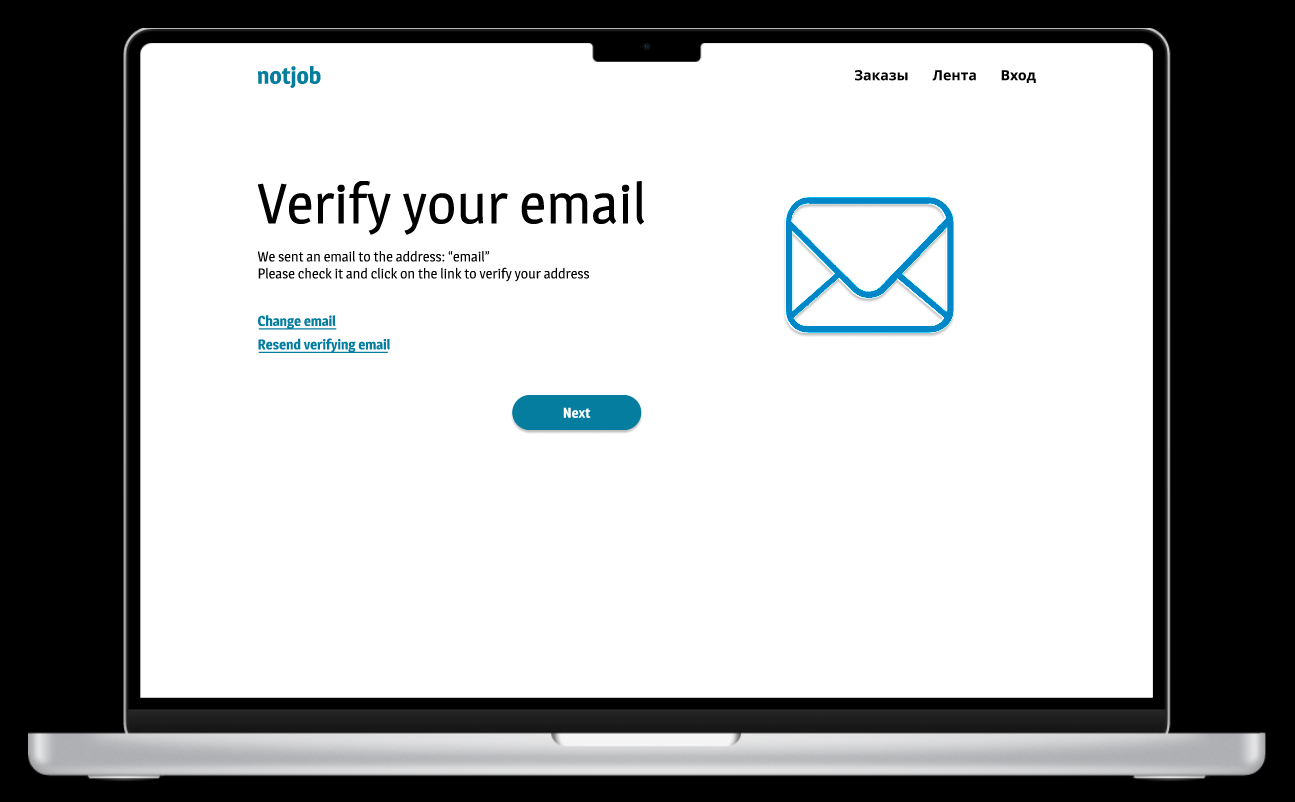 notjob
Заказы Лента Вход
Verify your email
We sent an email to the address: “email”
Please check it and click on the link to verify your address
Change email
Resend verifying email
Next